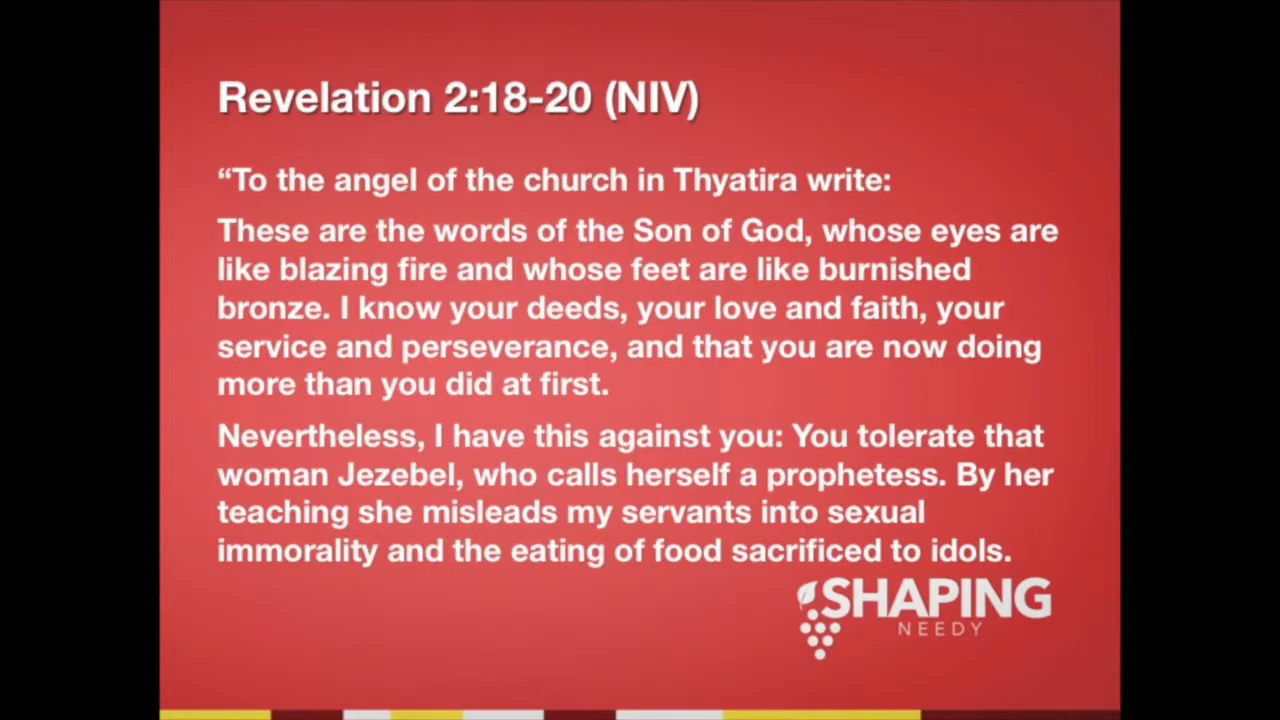 Revelation 2:18-20 (NIV)
“To the angel of the church in Thyatira write:
These are the words of the Son of God, whose eyes are
like blazing fire and whose feet are like burnished
bronze. I know your deeds, your love and faith, your
service and perseverance, and that you are now doing
more than you did at first.
Nevertheless, I have this against you: You tolerate that
woman Jezebel, who calls herself a prophetess. By her
teaching she misleads my servants into sexual
immorality and the eating of food sacrificed to idols.
SHAPING
NEEDY